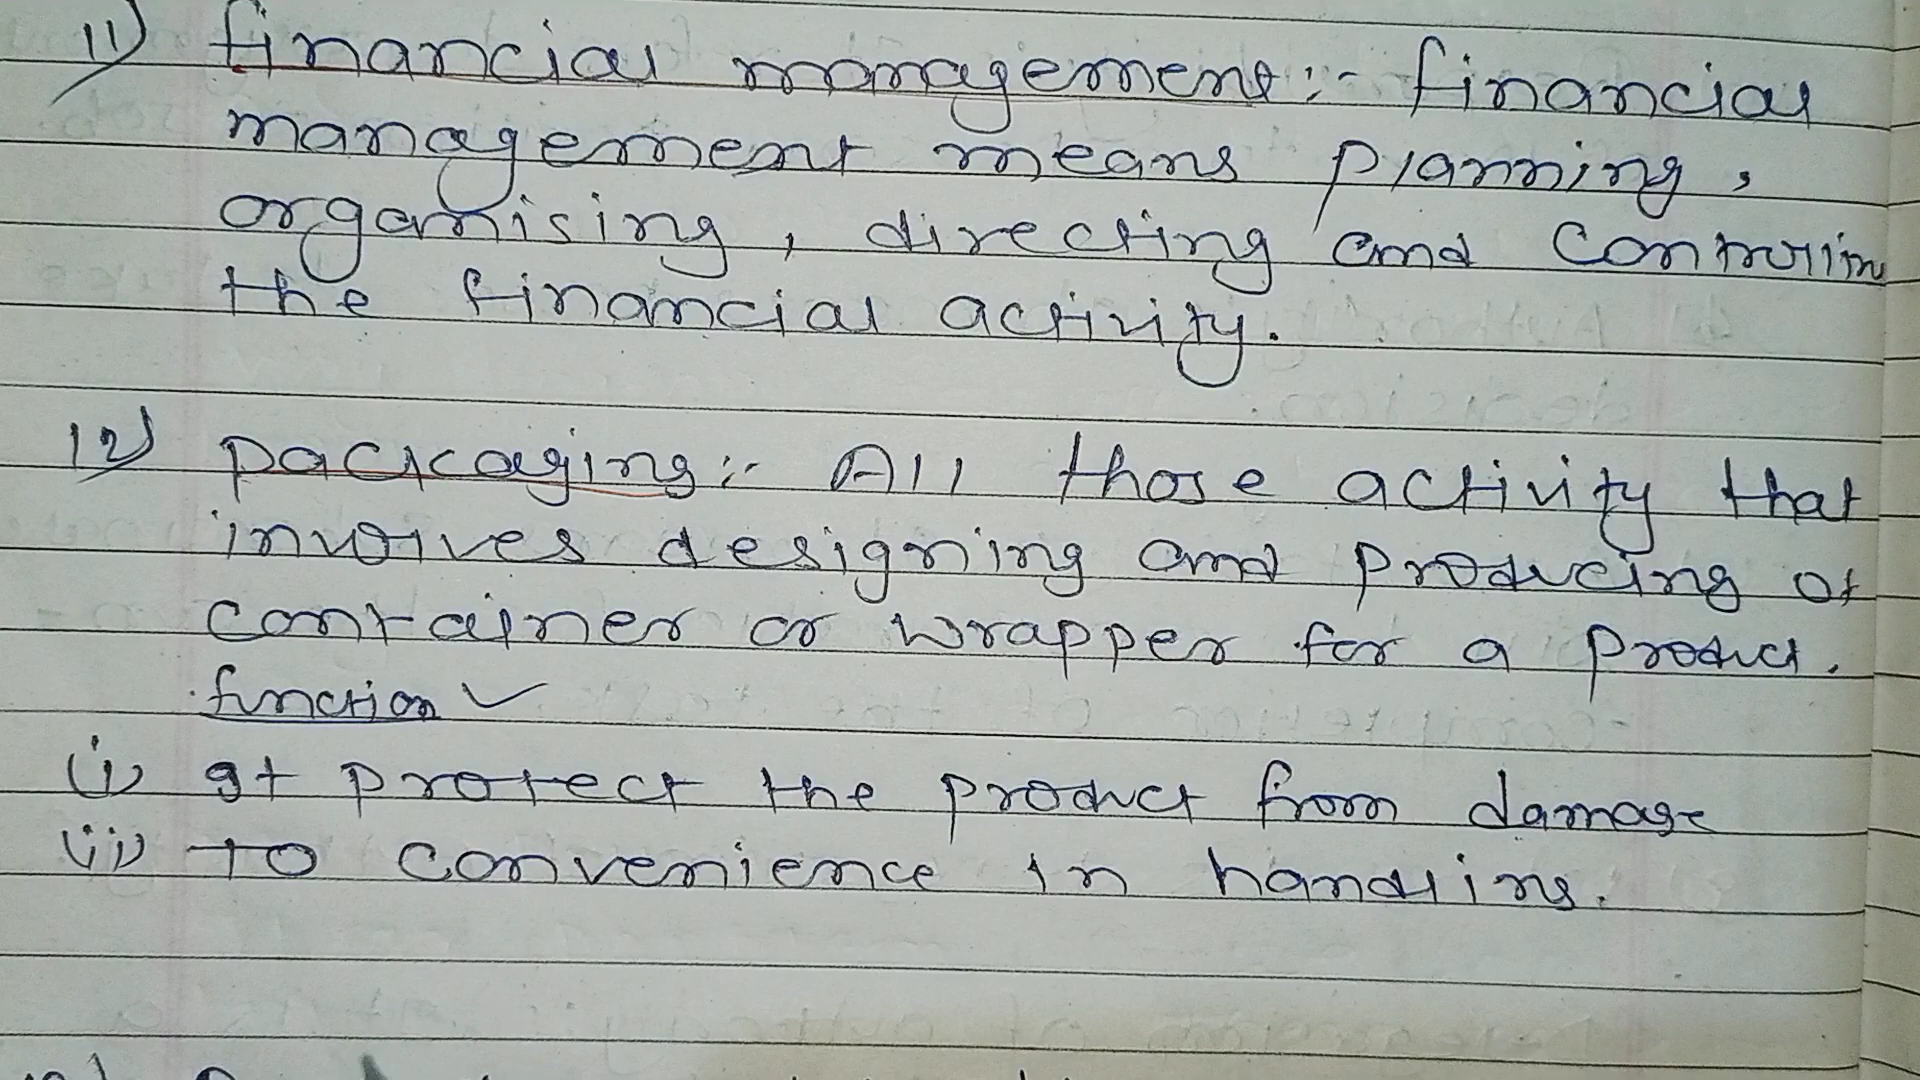 11) financial management :- financial
management means planning,
organising, directing and Controllin
the financial activity.
12) packaging :- All those activity that
involves designing and producing of
container or wrapper for a product.
function
(i) It protect the product from damage
(ii) To convenience in handling.